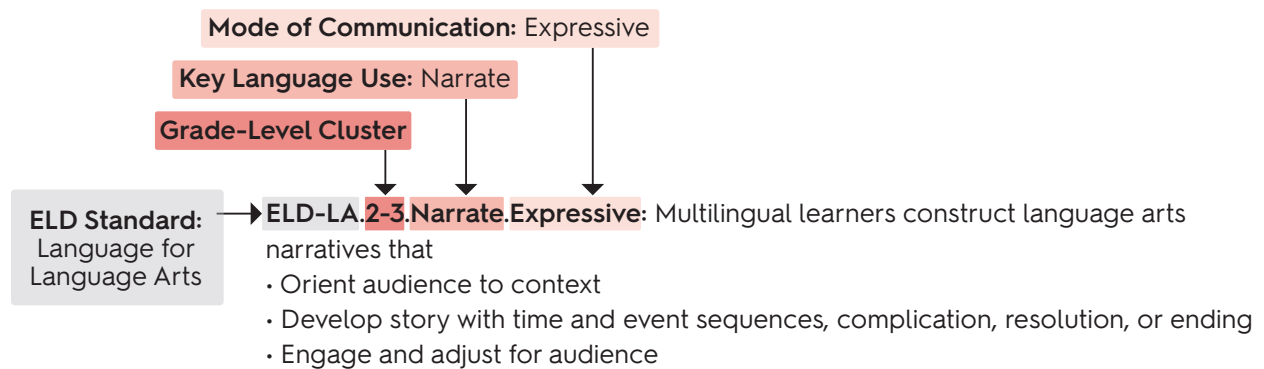 Mode of Communication: Expressive
Key Language Use: Narrate
Grade-Level Cluster
ELD Standard:
Language for
Language Arts
ELD-LA.2-3.Narrate.Expressive: Multilingual learners construct language arts
narratives that
• Orient audience to context
• Develop story with time and event sequences, complication, resolution, or ending
• Engage and adjust for audience